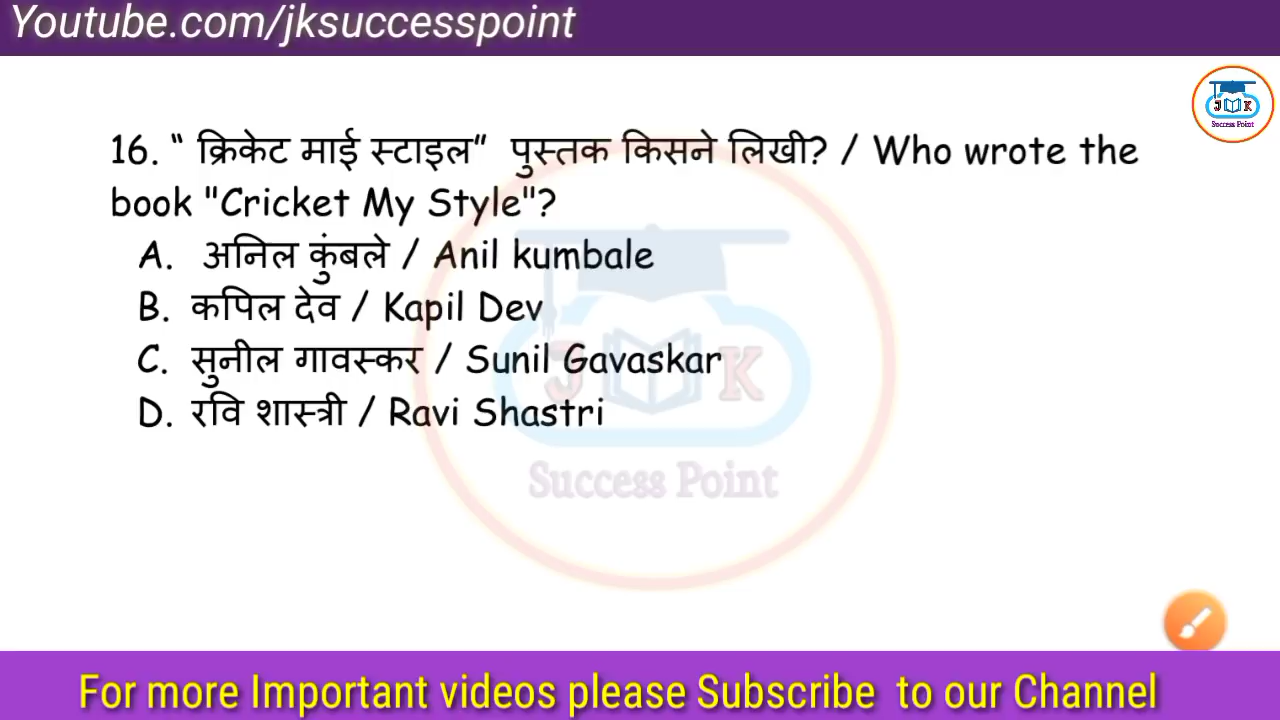 Youtube.com/jksuccesspoint
J K
Success Point
16. “ क्रिकेट माई स्टाइल” पुस्तक किसने लिखी? / Who wrote the
book "Cricket My Style"?
A. अनिल कुंबले / Anil kumbale
B. कपिल देव / Kapil Dev
C. सुनील गावस्कर / Sunil Gavaskar
D. रवि शास्त्री / Ravi Shastri
J K
Success Point
For more Important videos please Subscribe to our Channel